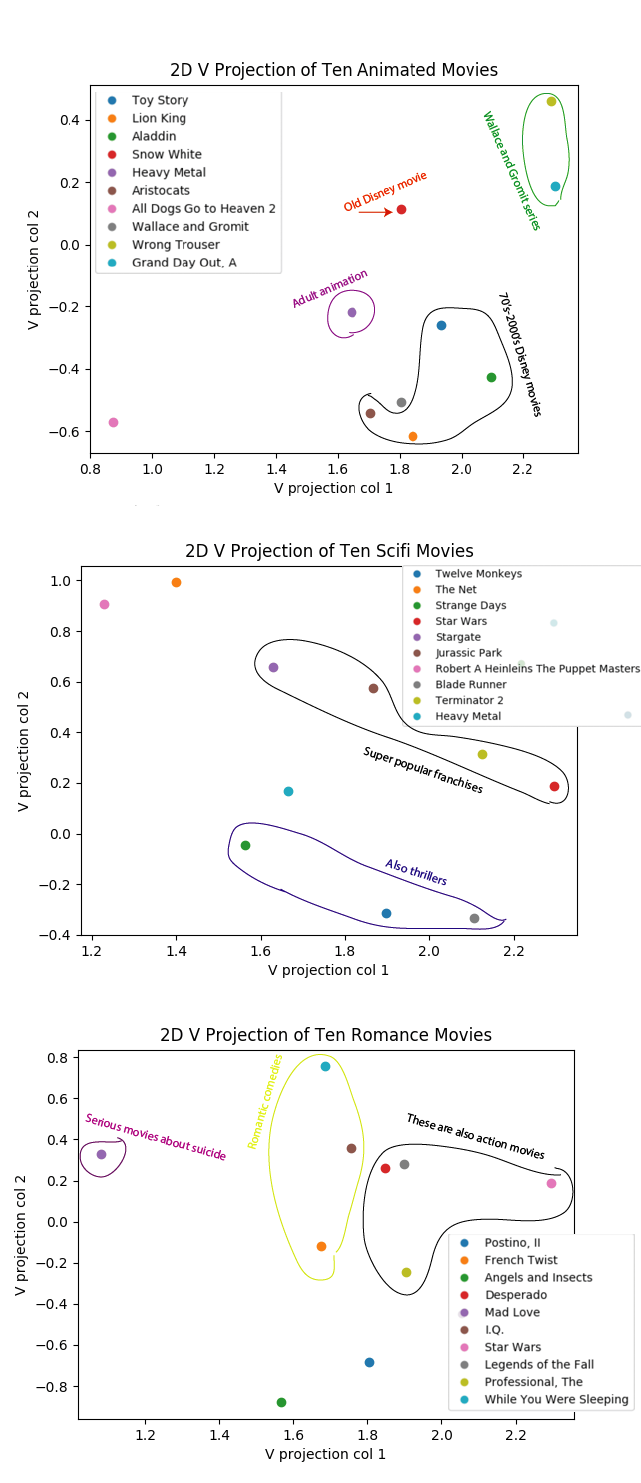 2D V Projection of Ten Animated Movies
Toy Story
Lion King
Aladdin
Snow White
Heavy Metal
Aristocats
All Dogs Go to Heaven 2
Wallace and Gromit
Wrong Trouser
Grand Day Out, A
Old Disney movie
Wallace and Gromit series
Adult animation
70's-2000's Disney movies
0.4
0.2
0.0
−0.2
−0.4
−0.6
V projection col 2
0.8 1.0 1.2 1.4 1.6 1.8 2.0 2.2
V projection col 1
2D V Projection of Ten Scifi Movies
Twelve Monkeys
The Net
Strange Days
Star Wars
Stargate
Jurassic Park
Robert A Heinleins The Puppet Masters
Blade Runner
Terminator 2
Heavy Metal
Super popular franchises
Also thrillers
1.0
0.8
0.6
0.4
0.2
0.0
−0.2
−0.4
V projection col 2
1.2 1.4 1.6 1.8 2.0 2.2
V projection col 1
2D V Projection of Ten Romance Movies
Serious movies about suicide
Romantic comedies
These are also action movies
Postino, Il
French Twist
Angels and Insects
Desperado
Mad Love
I.Q.
Star Wars
Legends of the Fall
Professional, The
While You Were Sleeping
0.8
0.6
0.4
0.2
0.0
−0.2
−0.4
−0.6
−0.8
V projection col 2
1.2 1.4 1.6 1.8 2.0 2.2
V projection col 1